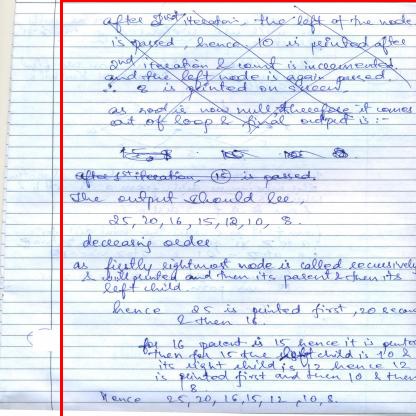 after 2nd iteration, the left of the node
is passed, hence 10 is printed after
2nd iteration & count is incremented.
and the left node is again passed.
∴ 8 is printed on screen.
as root is now null therefore it comes
out of loop & final output is :-
after 1st iteration, 15 is passed.
The output should be,
25, 20, 16, 15, 12, 10, 8.
decreasing order
as firstly rightmost node is called recursively
& printed and then its parent & then its
left child.
hence 25 is printed first, 20 second
& then 16.
for 16 parent is 15 hence it is printed
then for 15 the child is 10 &
its right child is 12 hence 12
is printed first and then 10 & then
8.
Hence 25, 20, 16, 15, 12, 10, 8.